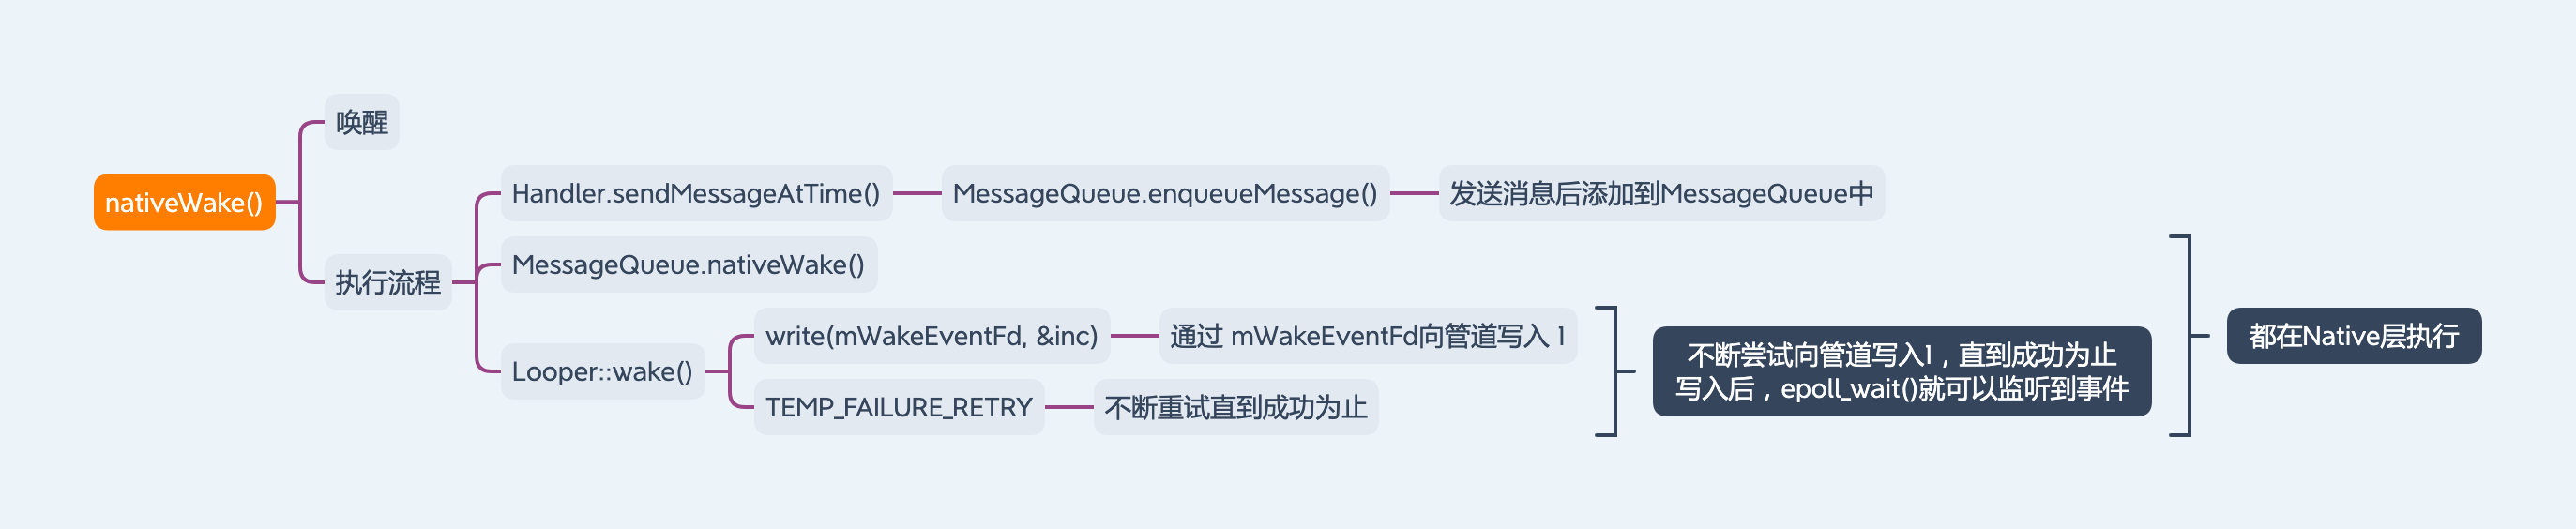 nativeWake()
唤醒
执行流程
Handler.sendMessageAtTime()
MessageQueue.enqueueMessage()
发送消息后添加到MessageQueue中
MessageQueue.nativeWake()
Looper::wake()
write(mWakeEventFd, &inc)
通过 mWakeEventFd向管道写入 1
TEMP_FAILURE_RETRY
不断重试直到成功为止
不断尝试向管道写入1，直到成功为止
写入后，epoll_wait()就可以监听到事件
都在Native层执行